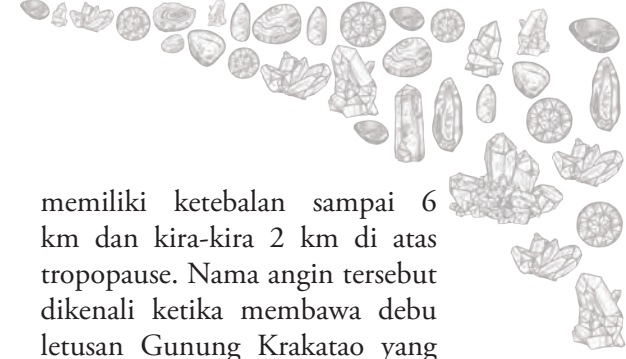 memiliki ketebalan sampai 6
km dan kira-kira 2 km di atas
tropopause. Nama angin tersebut
dikenali ketika membawa debu
letusan Gunung Krakatao yang